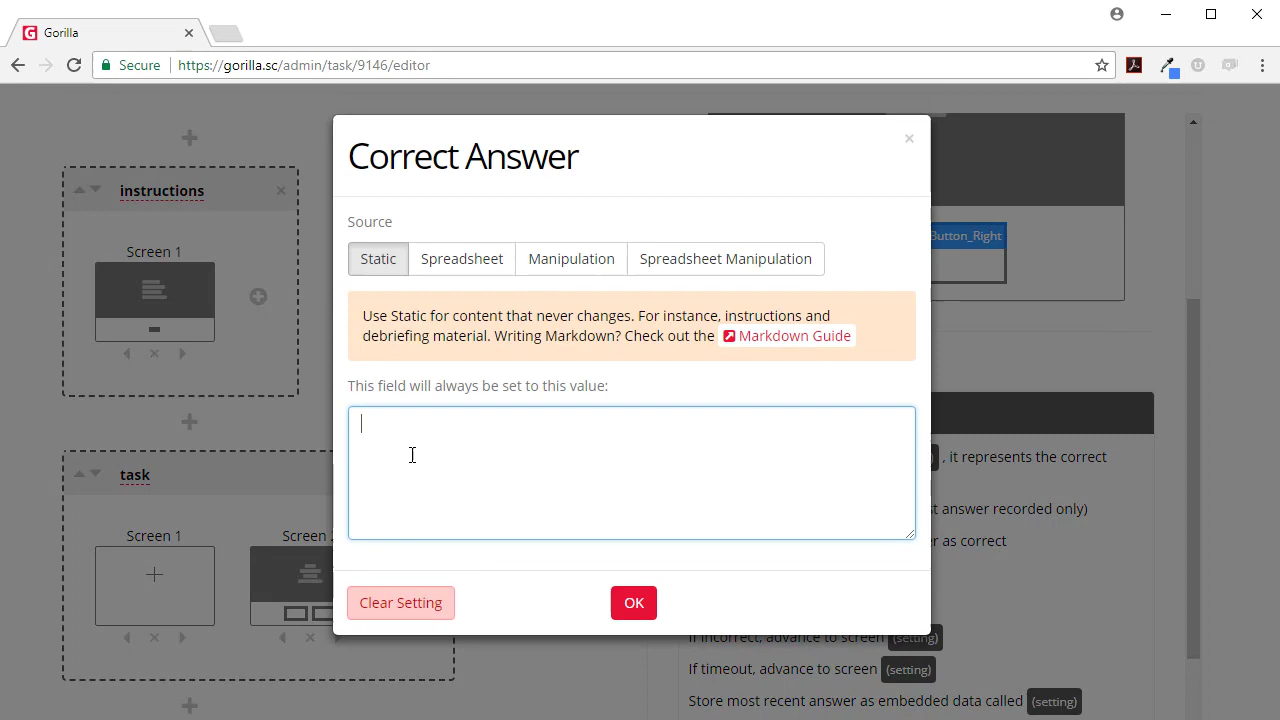 Gorilla
Secure
https://gorilla.sc/admin/task/9146/editor
instructions
Screen 1
task
Screen 1
Screen
Correct Answer
×
Source
Static
Spreadsheet
Manipulation
Spreadsheet Manipulation
Use Static for content that never changes. For instance, instructions and
debriefing material. Writing Markdown? Check out the Markdown Guide
This field will always be set to this value:
Clear Setting
OK
Button_Right
, it represents the correct
answer recorded only)
as correct
If incorrect, advance to screen (setting)
If timeout, advance to screen (setting)
Store most recent answer as embedded data called (setting)